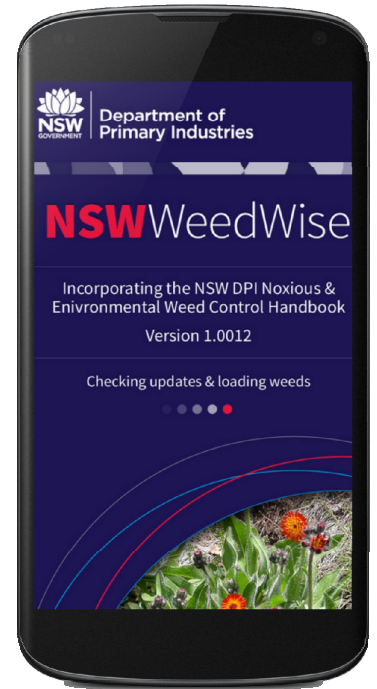 NSW
GOVERNMENT
Department of
Primary Industries
NSWWeedWise
Incorporating the NSW DPI Noxious &
Enivronmental Weed Control Handbook
Version 1.0012
Checking updates & loading weeds